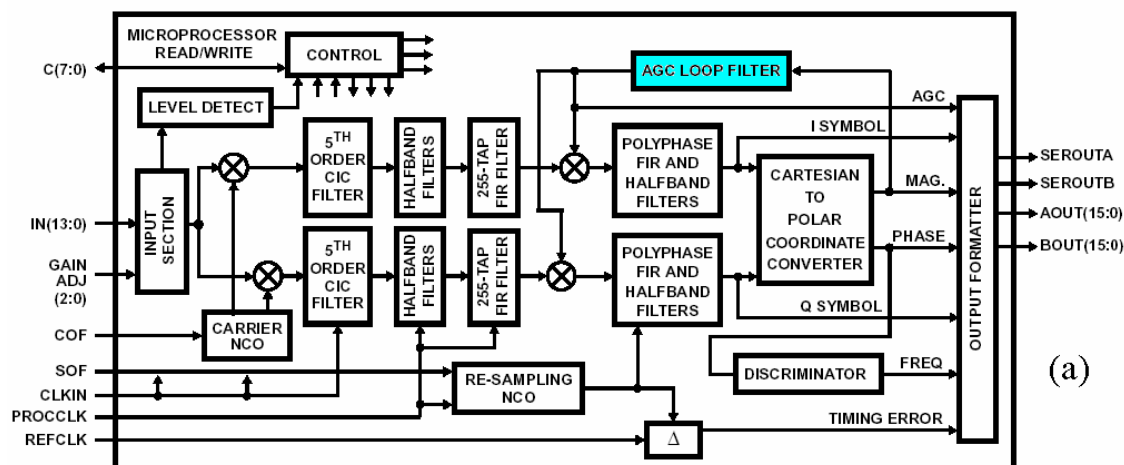 MICROPROCESSOR
READ/WRITE
CONTROL
C(7:0)
AGC LOOP FILTER
LEVEL DETECT
AGC
I SYMBOL
5TH
ORDER
CIC
FILTER
HALFBAND
FILTERS
255-TAP
FIR FILTER
POLYPHASE
FIR AND
HALFBAND
FILTERS
CARTESIAN
TO
POLAR
COORDINATE
CONVERTER
MAG.
PHASE
OUTPUT FORMATTER
SEROUTA
SEROUTB
AOUT(15:0)
BOUT(15:0)
IN(13:0)
INPUT
SECTION
GAIN
ADJ
(2:0)
5TH
ORDER
CIC
FILTER
HALFBAND
FILTERS
255-TAP
FIR FILTER
POLYPHASE
FIR AND
HALFBAND
FILTERS
Q SYMBOL
COF
CARRIER
NCO
SOF
RE-SAMPLING
NCO
DISCRIMINATOR
FREQ
(a)
CLKIN
PROCCLK
REFCLK
Δ
TIMING ERROR